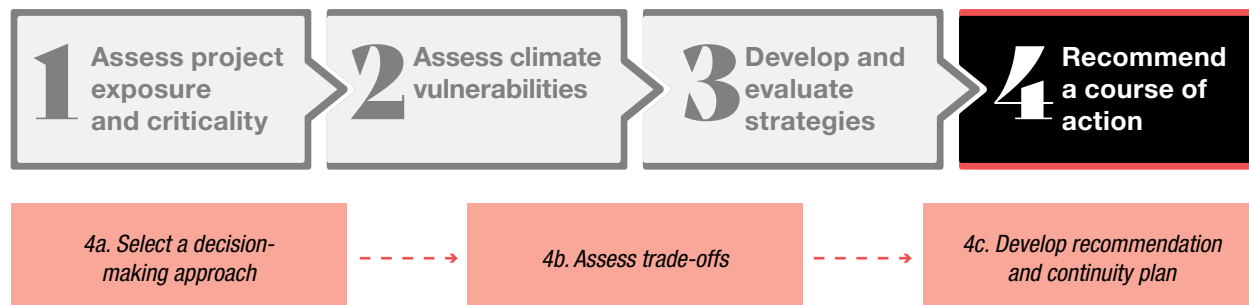 1
Assess project
exposure
and criticality
2
Assess climate
vulnerabilities
3
Develop and
evaluate
strategies
4
Recommend
a course of
action
4a. Select a decision-
making approach
4b. Assess trade-offs
4c. Develop recommendation
and continuity plan